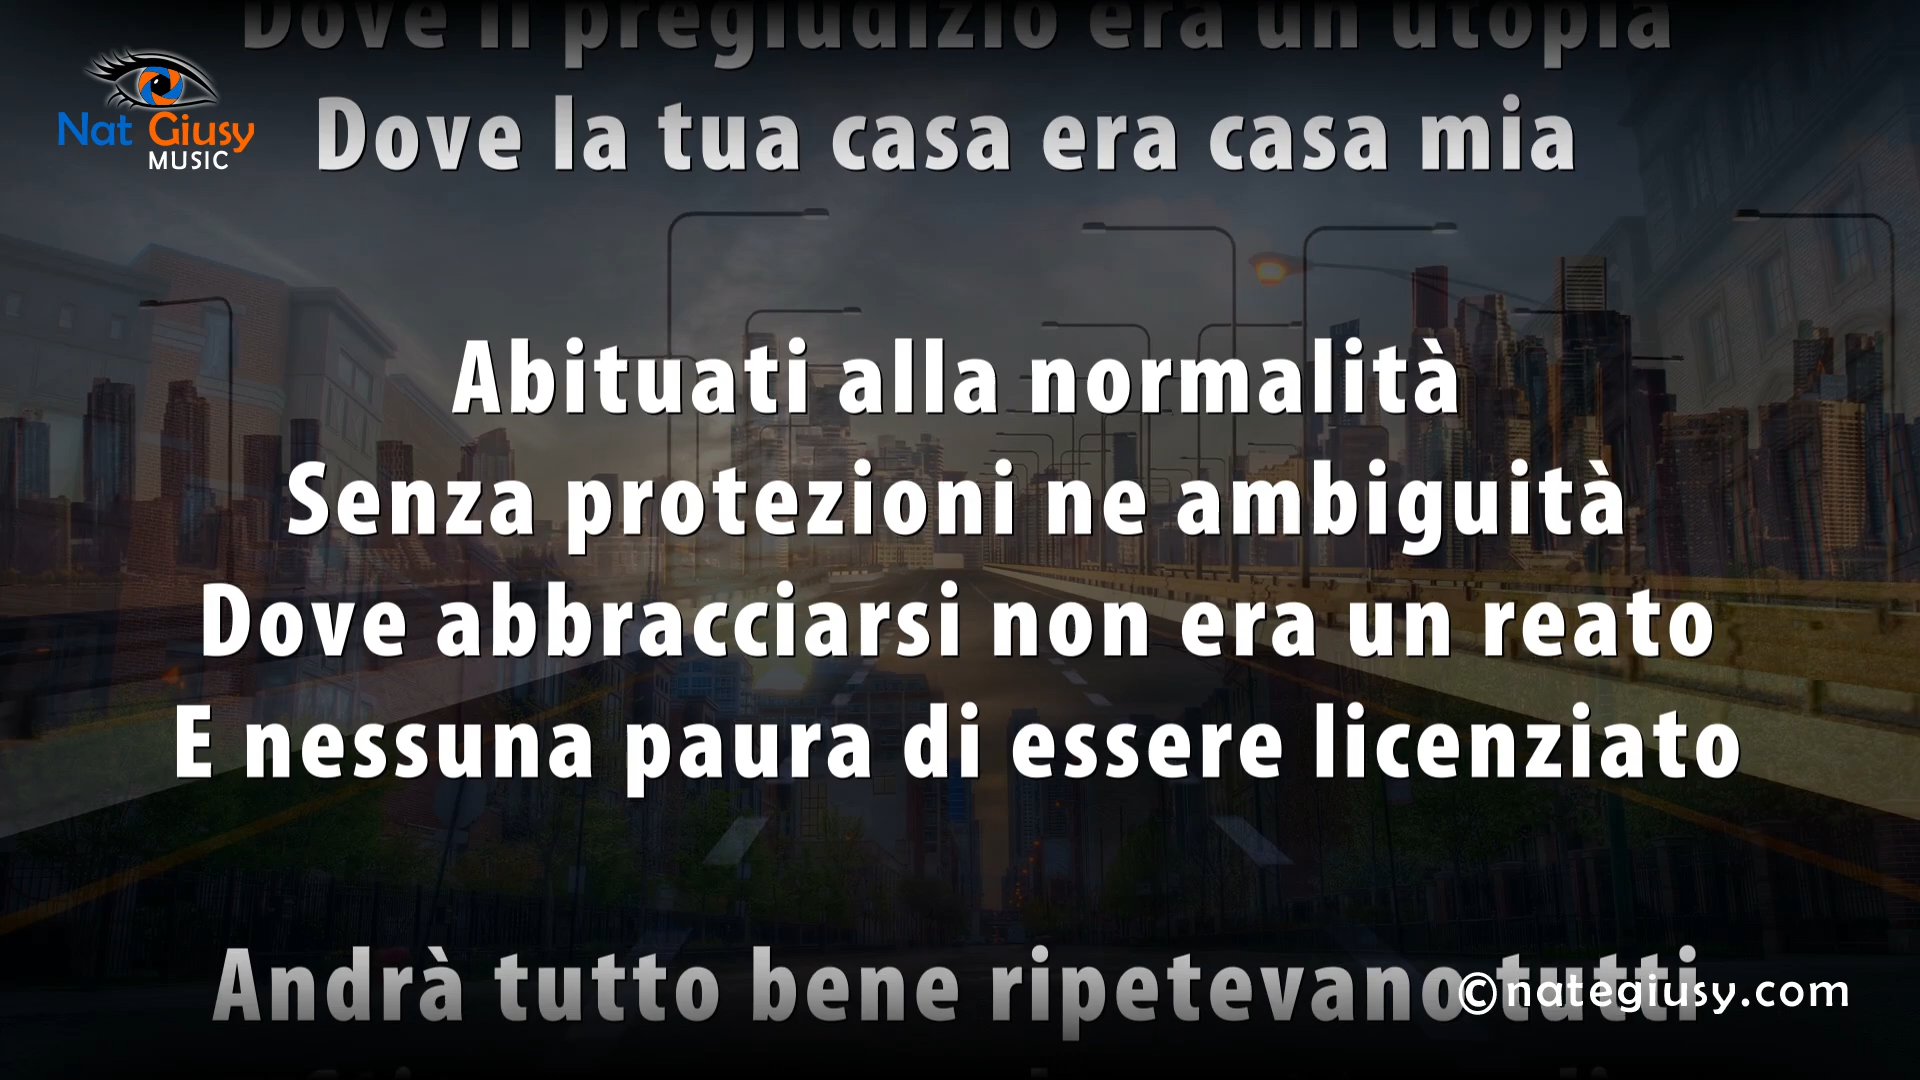 Dove il pregiudizio era un utopia
Nat Giusy
MUSIC
Dove la tua casa era casa mia
Abituati alla normalità
Senza protezioni ne ambiguità
Dove abbracciarsi non era un reato
E nessuna paura di essere licenziato
Andrà tutto bene ripetevano tutti
©nategiusy.com